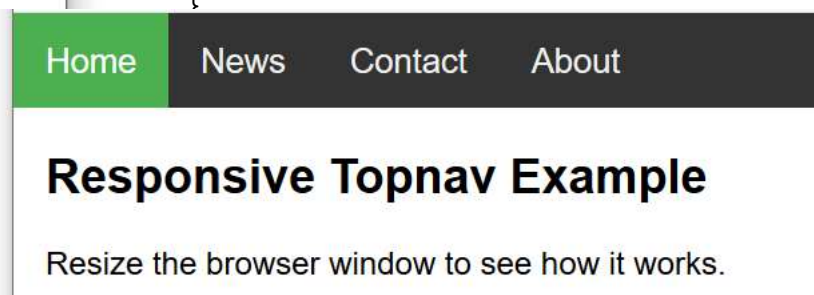 Home News Contact About
Responsive Topnav Example
Resize the browser window to see how it works.